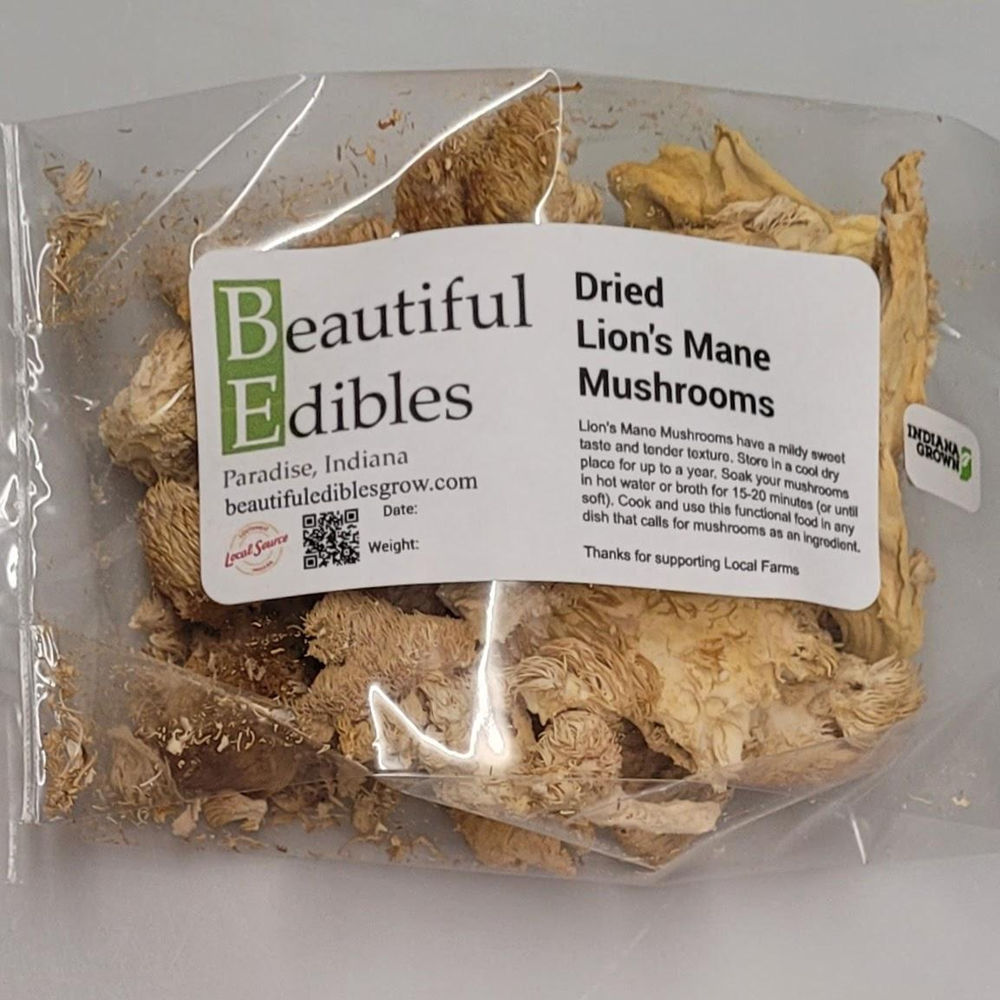 Beautiful
Edibles
Paradise, Indiana
beautifulediblesgrow.com
Date:
Weight:
Local Source
Dried
Lion's Mane
Mushrooms
Lion's Mane Mushrooms have a mildly sweet
taste and tender texture. Store in a cool dry
place for up to a year. Soak your mushrooms
in hot water or broth for 15-20 minutes (or until
soft). Cook and use this functional food in any
dish that calls for mushrooms as an ingredient.
Thanks for supporting Local Farms
INDIANA
GROWN